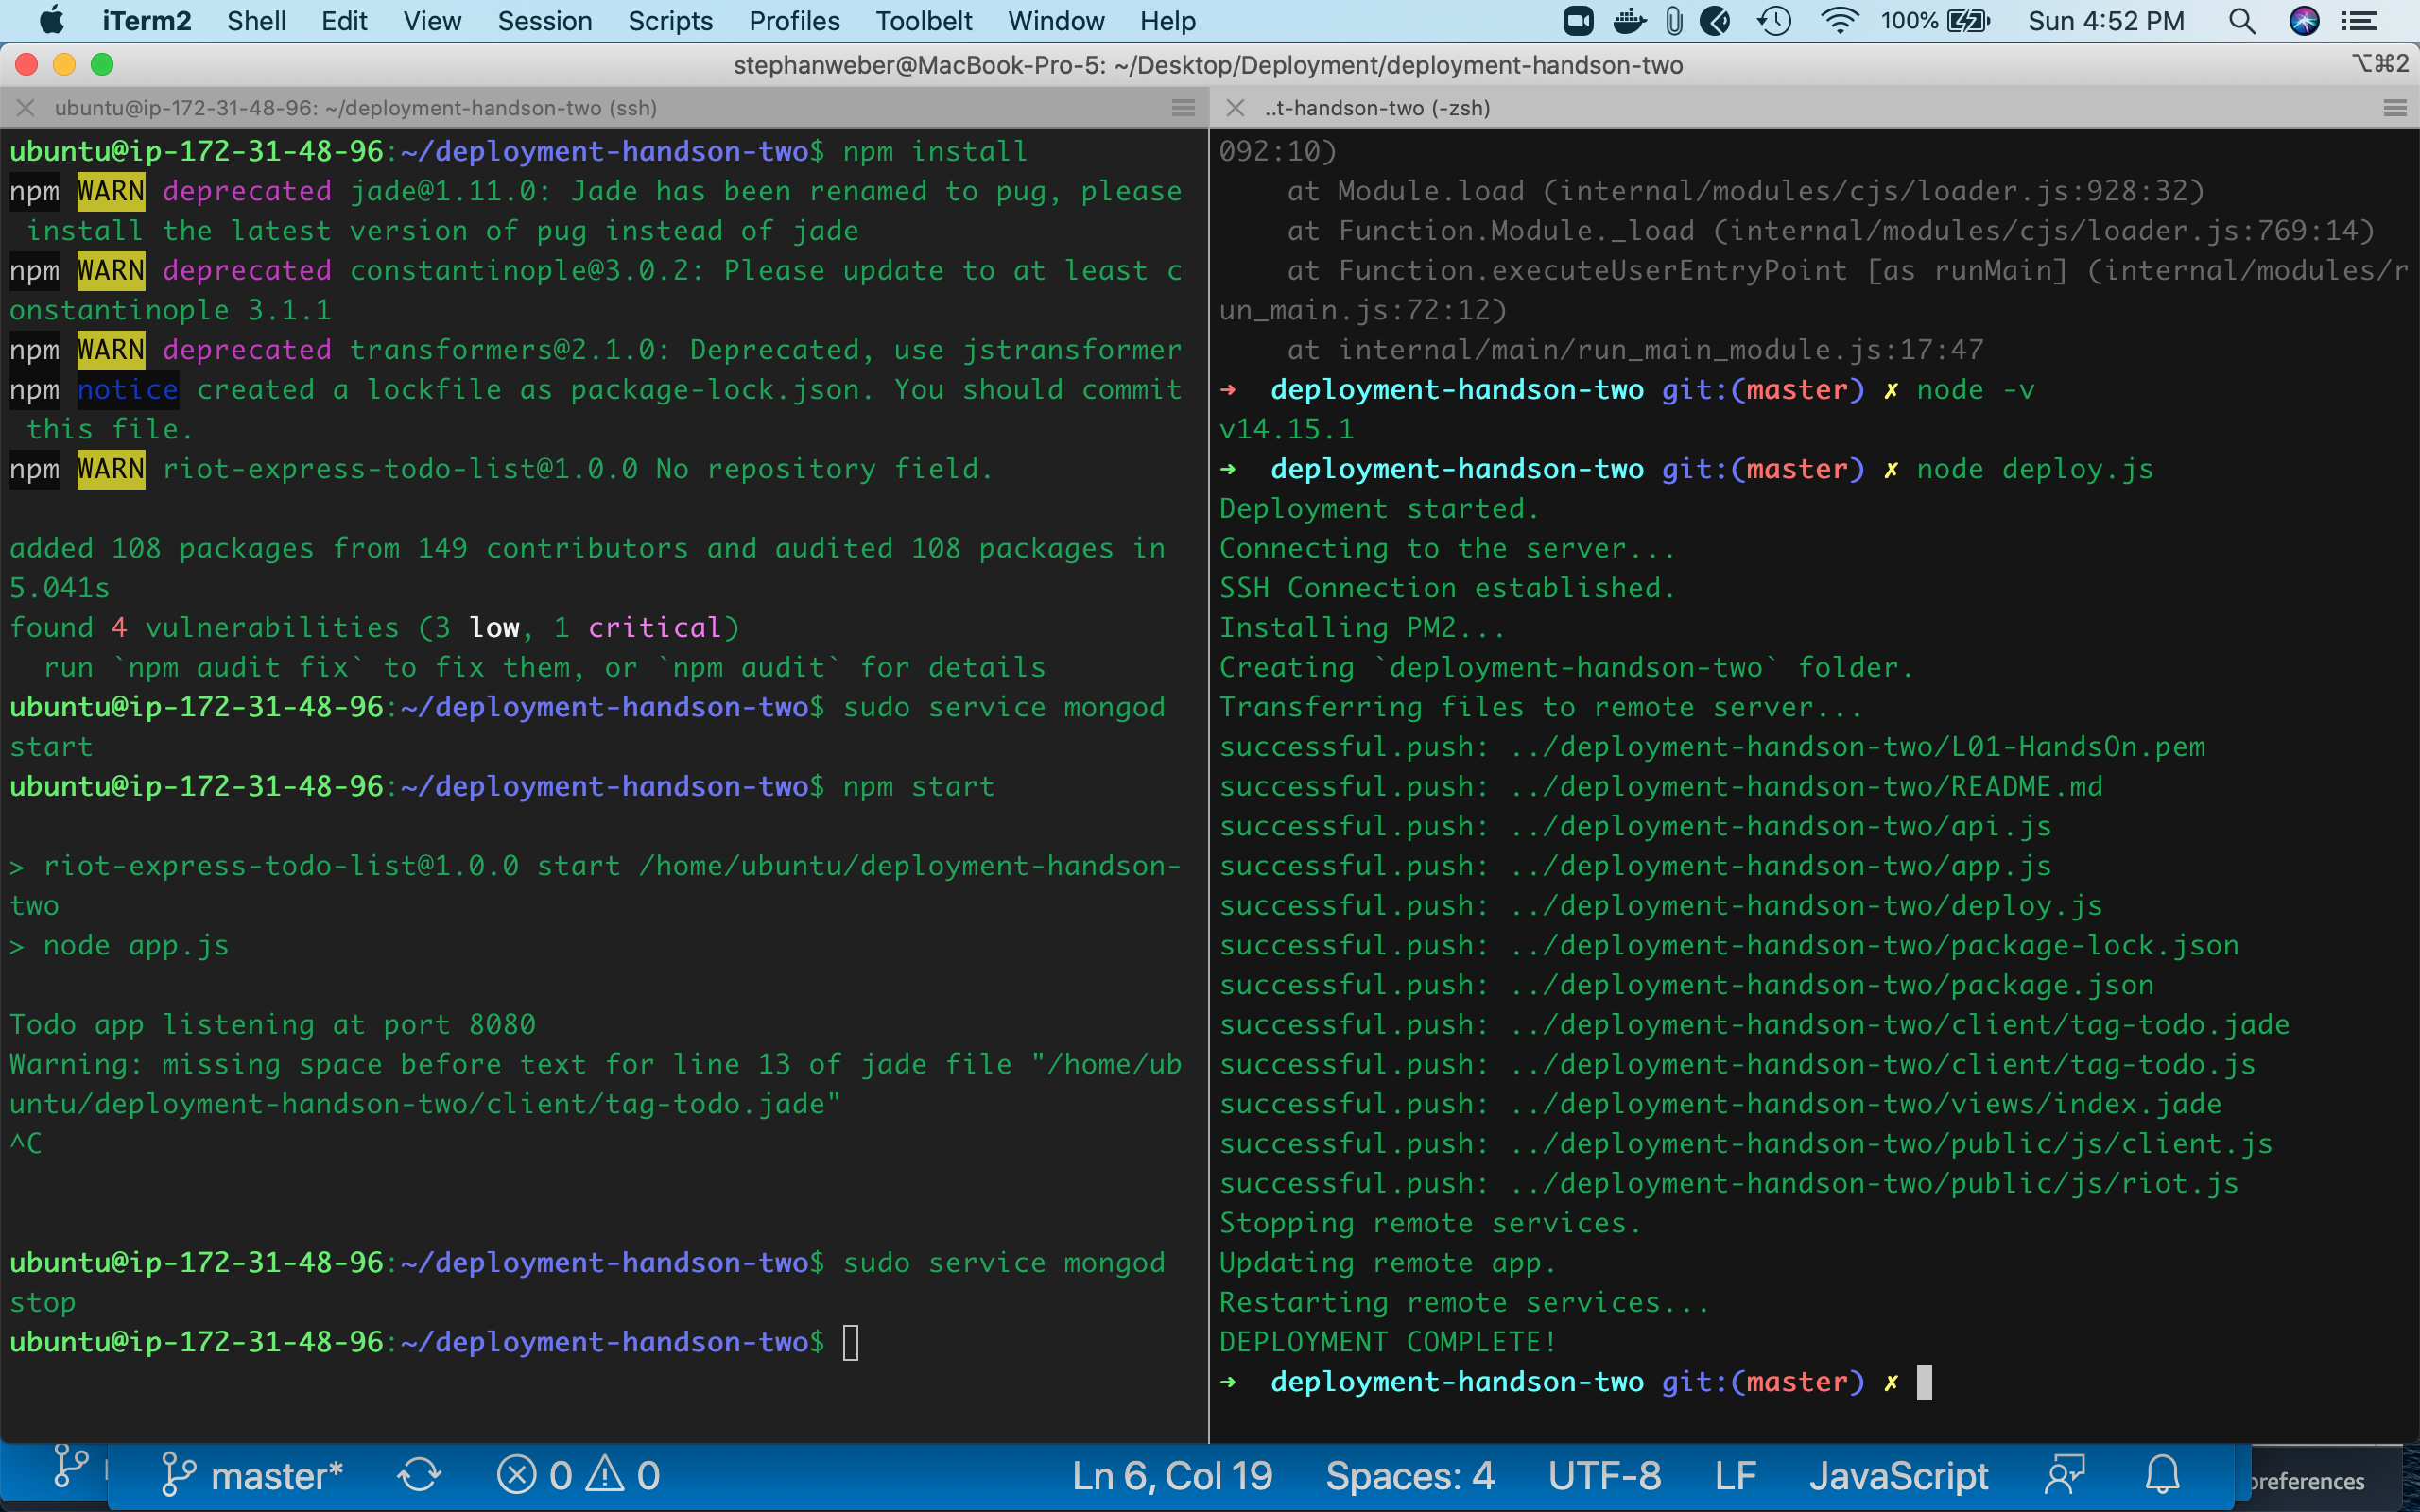 iTerm2 Shell Edit View Session Scripts Profiles Toolbelt Window Help 100% Sun 4:52 PM
stephanweber@MacBook-Pro-5: ~/Desktop/Deployment/deployment-handson-two ⌥⌘2
ubuntu@ip-172-31-48-96: ~/deployment-handson-two (ssh)
ubuntu@ip-172-31-48-96:~/deployment-handson-two$ npm install
npm WARN deprecated jade@1.11.0: Jade has been renamed to pug, please
 install the latest version of pug instead of jade
npm WARN deprecated constantinople@3.0.2: Please update to at least c
onstantinople 3.1.1
npm WARN deprecated transformers@2.1.0: Deprecated, use jstransformer
npm notice created a lockfile as package-lock.json. You should commit
 this file.
npm WARN riot-express-todo-list@1.0.0 No repository field.
added 108 packages from 149 contributors and audited 108 packages in
5.041s
found 4 vulnerabilities (3 low, 1 critical)
  run `npm audit fix` to fix them, or `npm audit` for details
ubuntu@ip-172-31-48-96:~/deployment-handson-two$ sudo service mongod
start
ubuntu@ip-172-31-48-96:~/deployment-handson-two$ npm start
> riot-express-todo-list@1.0.0 start /home/ubuntu/deployment-handson-
two
> node app.js
Todo app listening at port 8080
Warning: missing space before text for line 13 of jade file "/home/ub
untu/deployment-handson-two/client/tag-todo.jade"
^C
ubuntu@ip-172-31-48-96:~/deployment-handson-two$ sudo service mongod
stop
ubuntu@ip-172-31-48-96:~/deployment-handson-two$
..t-handson-two (-zsh)
092:10)
    at Module.load (internal/modules/cjs/loader.js:928:32)
    at Function.Module._load (internal/modules/cjs/loader.js:769:14)
    at Function.executeUserEntryPoint [as runMain] (internal/modules/r
un_main.js:72:12)
    at internal/main/run_main_module.js:17:47
➜  deployment-handson-two git:(master) ✗ node -v
v14.15.1
➜  deployment-handson-two git:(master) ✗ node deploy.js
Deployment started.
Connecting to the server...
SSH Connection established.
Installing PM2...
Creating `deployment-handson-two` folder.
Transferring files to remote server...
successful.push: ../deployment-handson-two/L01-HandsOn.pem
successful.push: ../deployment-handson-two/README.md
successful.push: ../deployment-handson-two/api.js
successful.push: ../deployment-handson-two/app.js
successful.push: ../deployment-handson-two/deploy.js
successful.push: ../deployment-handson-two/package-lock.json
successful.push: ../deployment-handson-two/package.json
successful.push: ../deployment-handson-two/client/tag-todo.jade
successful.push: ../deployment-handson-two/client/tag-todo.js
successful.push: ../deployment-handson-two/views/index.jade
successful.push: ../deployment-handson-two/public/js/client.js
successful.push: ../deployment-handson-two/public/js/riot.js
Stopping remote services.
Updating remote app.
Restarting remote services...
DEPLOYMENT COMPLETE!
➜  deployment-handson-two git:(master) ✗
master* 0 0 Ln 6, Col 19 Spaces: 4 UTF-8 LF JavaScript preferences